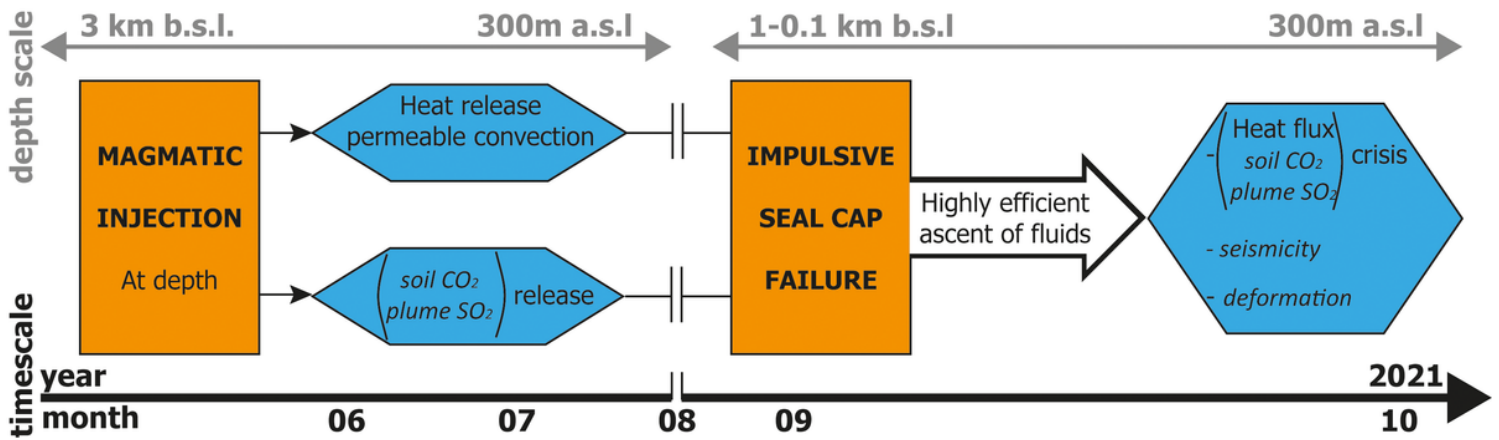 depth scale
3 km b.s.l.
300m a.s.l
1-0.1 km b.s.l
300m a.s.l
MAGMATIC
INJECTION
At depth
Heat release
permeable convection
soil CO₂
plume SO₂
release
IMPULSIVE
SEAL CAP
FAILURE
Highly efficient
ascent of fluids
Heat flux
- soil CO₂ crisis
plume SO₂
- seismicity
- deformation
timescale
year
2021
month
06
07
08
09
10